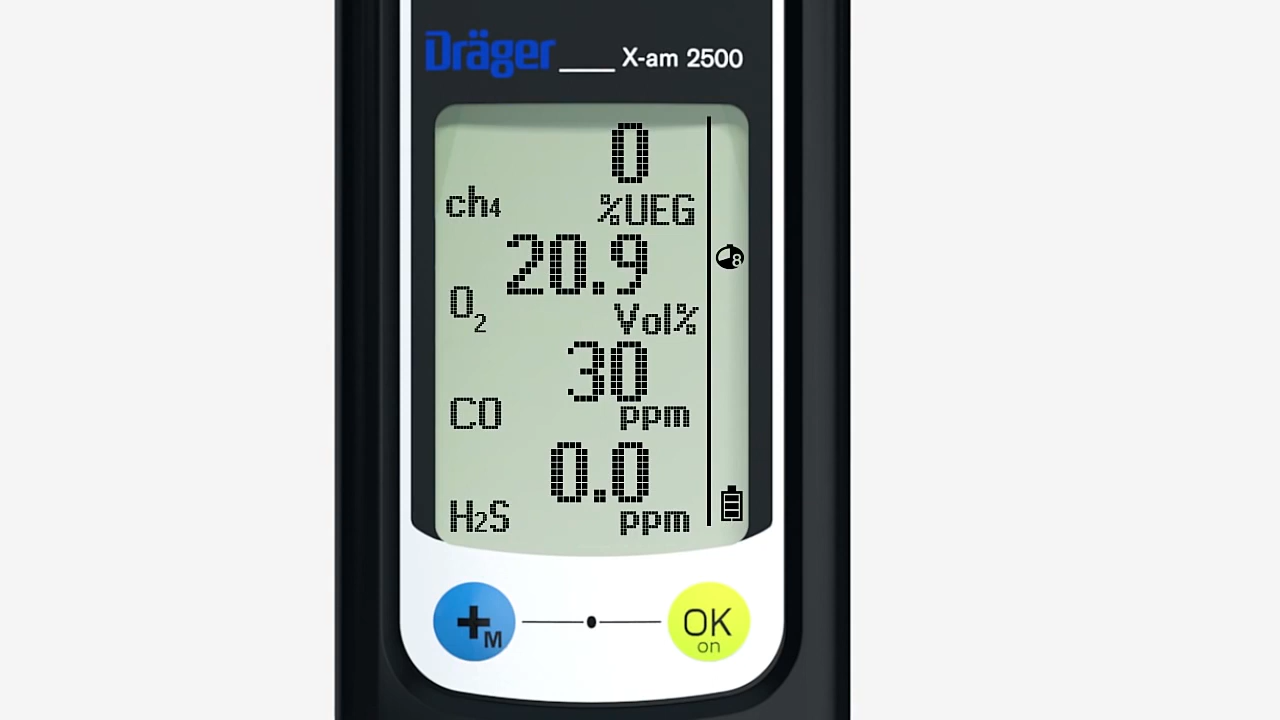 Dräger X-am 2500
0
ch4 %UEG
20.9
O2 Vol%
30
CO ppm
0.0
H2S ppm
8
+M OK
on